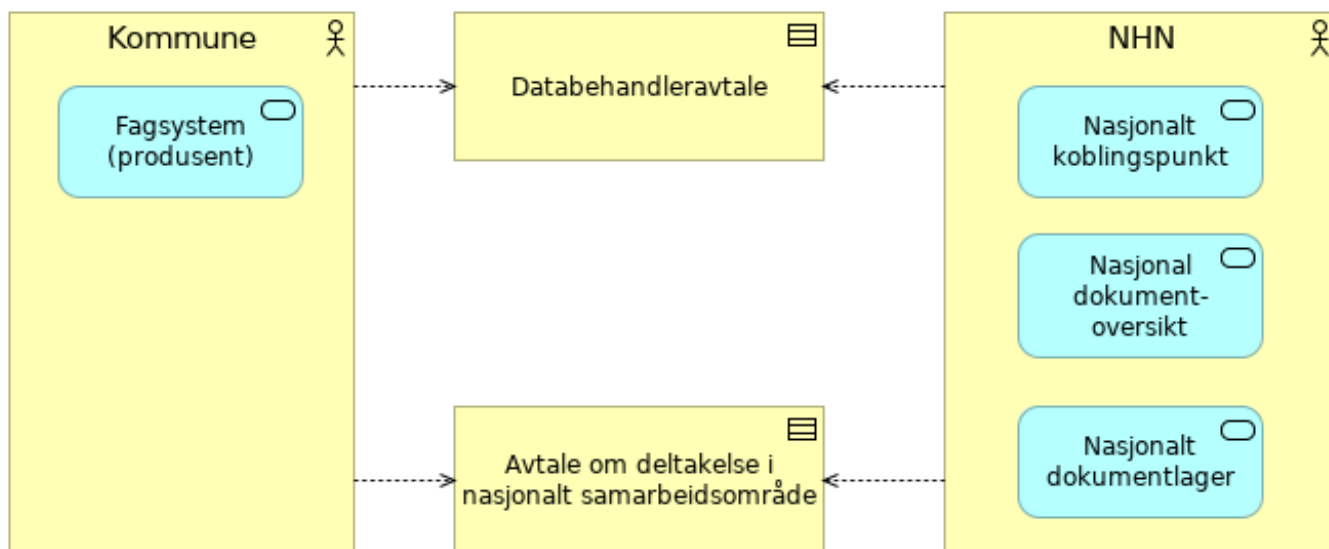 Kommune
Fagsystem
(produsent)
Databehandleravtale
Avtale om deltakelse i
nasjonalt samarbeidsområde
NHN
Nasjonalt
koblingspunkt
Nasjonal
dokument-
oversikt
Nasjonalt
dokumentlager